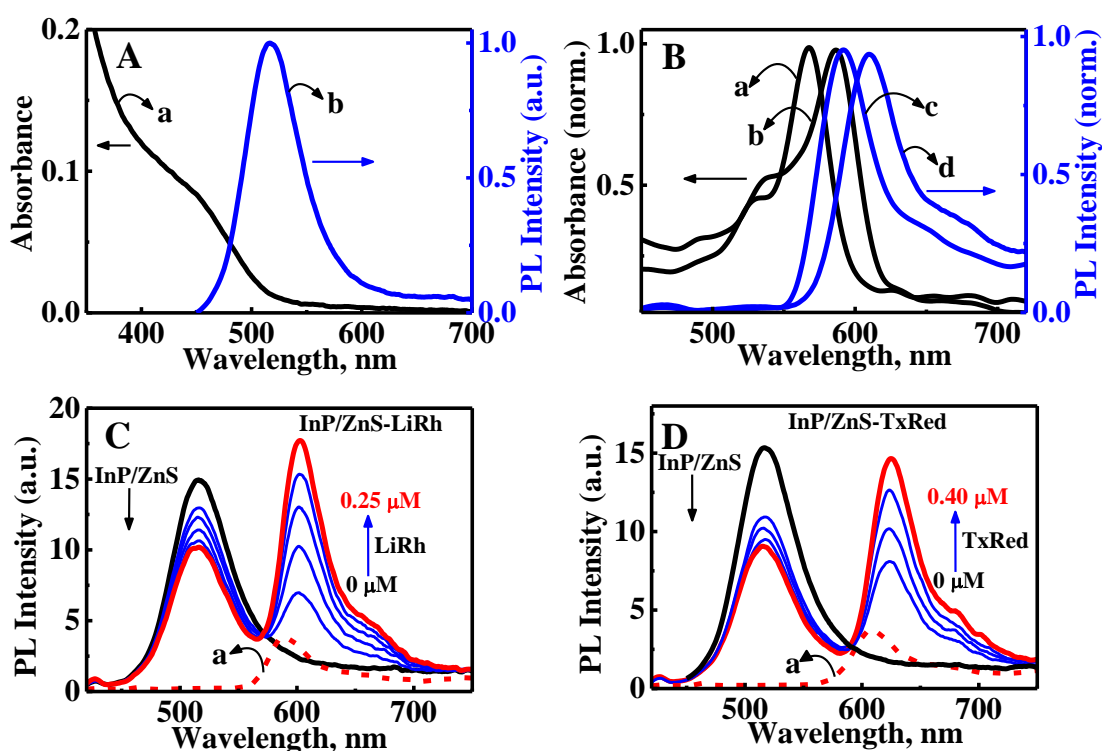 A
a
b
0.2
0.1
0.0
Absorbance
400 500 600 700
Wavelength, nm
1.0
0.5
0.0
PL Intensity (a.u.)
B
a
b
c
d
1.0
0.5
Absorbance (norm.)
500 600 700
Wavelength, nm
1.0
0.5
0.0
PL Intensity (norm.)
C
InP/ZnS-LiRh
InP/ZnS
0.25 μM
LiRh
0 μM
a
20
15
10
5
0
PL Intensity (a.u.)
500 600 700
Wavelength, nm
D
InP/ZnS-TxRed
InP/ZnS
0.40 μM
TxRed
0 μM
a
15
10
5
0
PL Intensity (a.u.)
500 600 700
Wavelength, nm